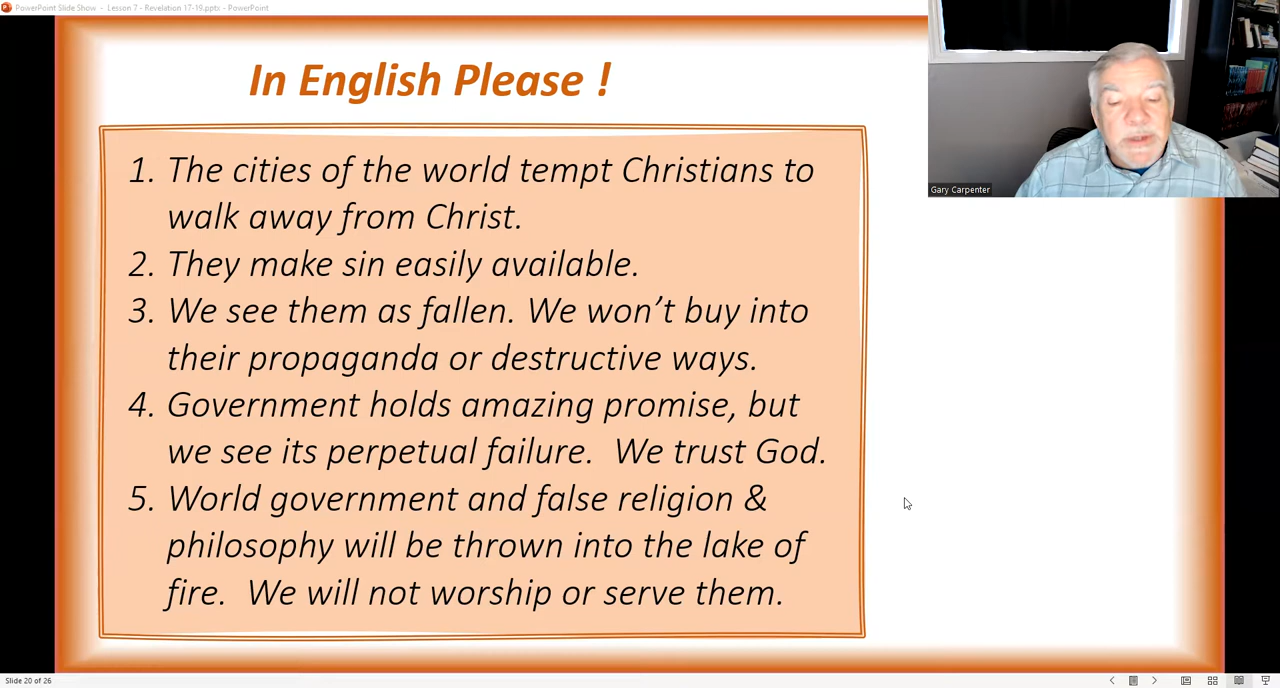 PowerPoint Slide Show - Lesson 7 - Revelation 17-19.pptx - PowerPoint
In English Please !
1. The cities of the world tempt Christians to
walk away from Christ.
2. They make sin easily available.
3. We see them as fallen. We won’t buy into
their propaganda or destructive ways.
4. Government holds amazing promise, but
we see its perpetual failure. We trust God.
5. World government and false religion &
philosophy will be thrown into the lake of
fire. We will not worship or serve them.
Gary Carpenter
Slide 20 of 26